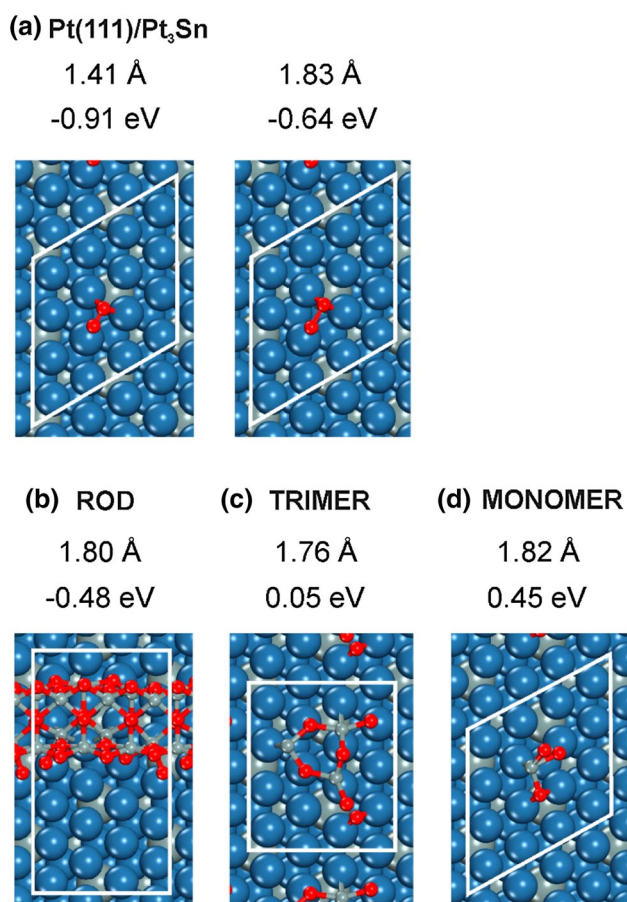 (a) Pt(111)/Pt₃Sn
1.41 Å 1.83 Å
-0.91 eV -0.64 eV
(b) ROD (c) TRIMER (d) MONOMER
1.80 Å 1.76 Å 1.82 Å
-0.48 eV 0.05 eV 0.45 eV